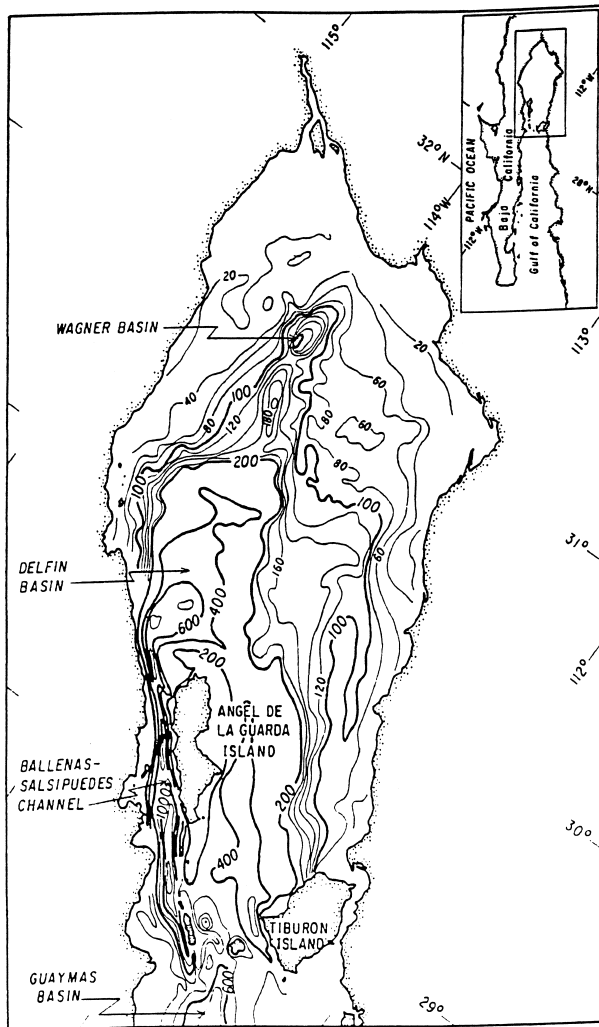 115°
32° N
114° W
113°
31°
112°
30°
29°
PACIFIC OCEAN
Baja
California
Gulf of California
112°W
112°W
28°N
20
WAGNER BASIN
40
80
100
120
80
20
60
80
60
80
100
100
200
60
DELFIN
BASIN
160
400
600
200
100
120
ANGEL DE
LA GUARDA
ISLAND
BALLENAS-
SALSIPUEDES
CHANNEL
1000
200
400
TIBURON
ISLAND
GUAYMAS
BASIN
600